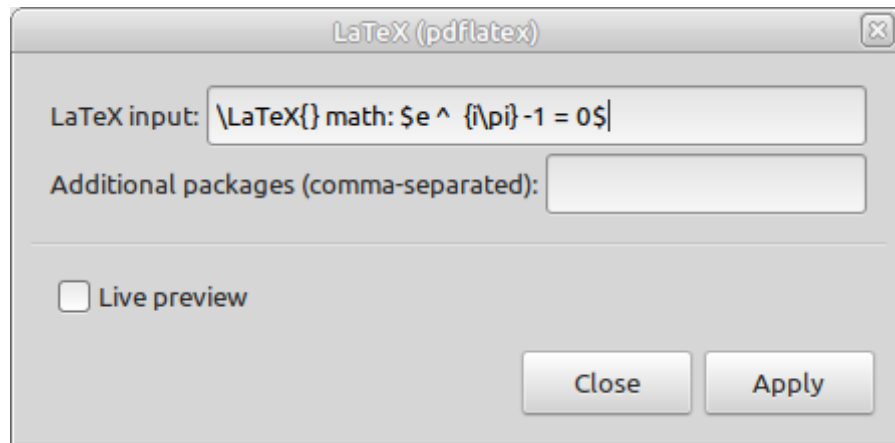 LaTeX (pdflatex)
LaTeX input: \LaTeX{} math: $e ^  {i\pi} -1 = 0$
Additional packages (comma-separated):
Live preview
Close Apply